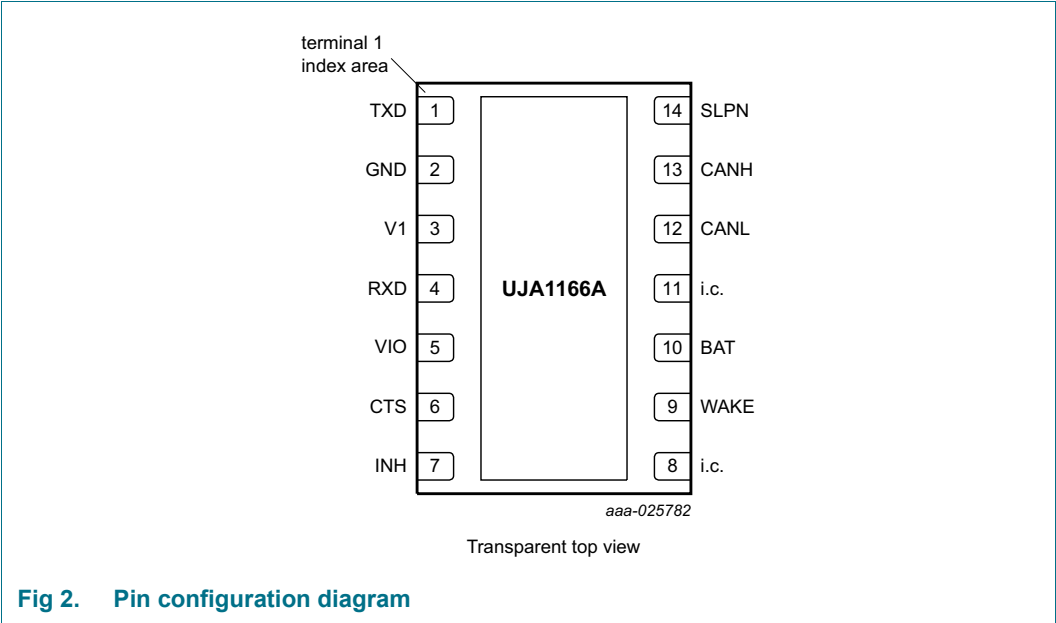 terminal 1
index area
TXD 1 14 SLPN
GND 2 13 CANH
V1 3 12 CANL
RXD 4 UJA1166A 11 i.c.
VIO 5 10 BAT
CTS 6 9 WAKE
INH 7 8 i.c.
aaa-025782
Transparent top view
Fig 2. Pin configuration diagram